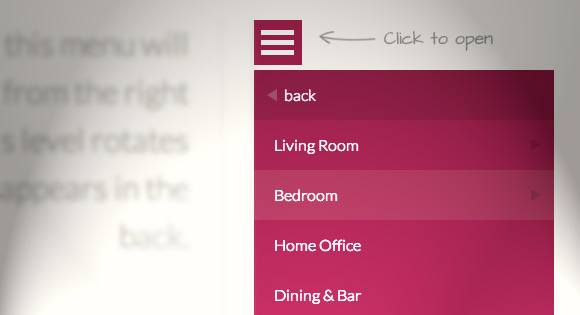 this menu will
from the right
s level rotates
appears in the
back.
Click to open
back
Living Room
Bedroom
Home Office
Dining & Bar